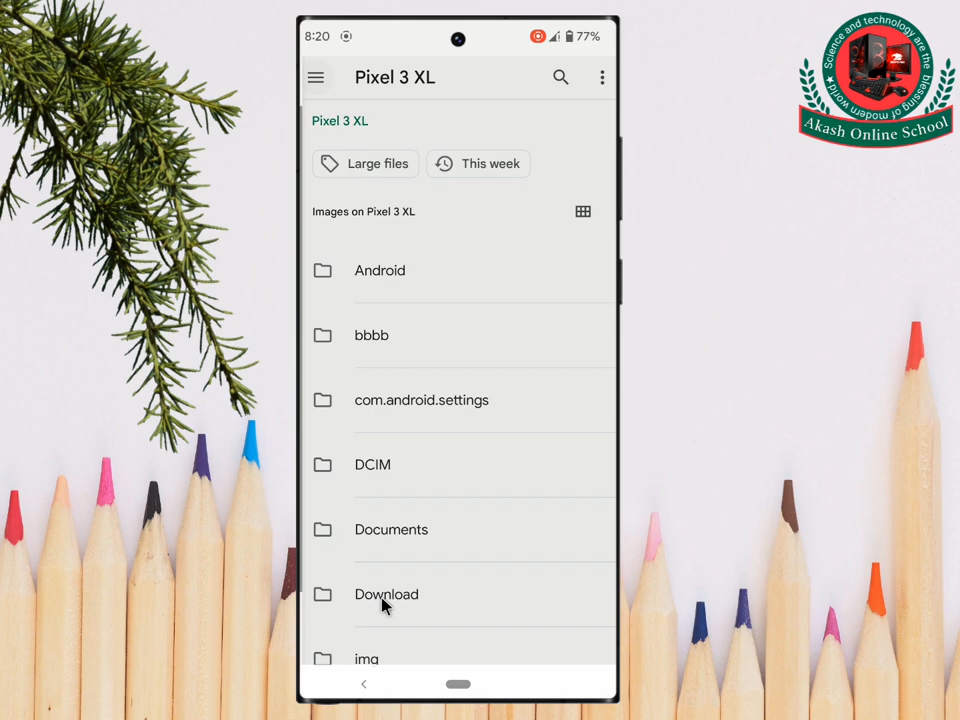 8:20
77%
Pixel 3 XL
Pixel 3 XL
Large files
This week
Images on Pixel 3 XL
Android
bbbb
com.android.settings
DCIM
Documents
Download
img
Science and technology are the blessing of modern world
Akash Online School